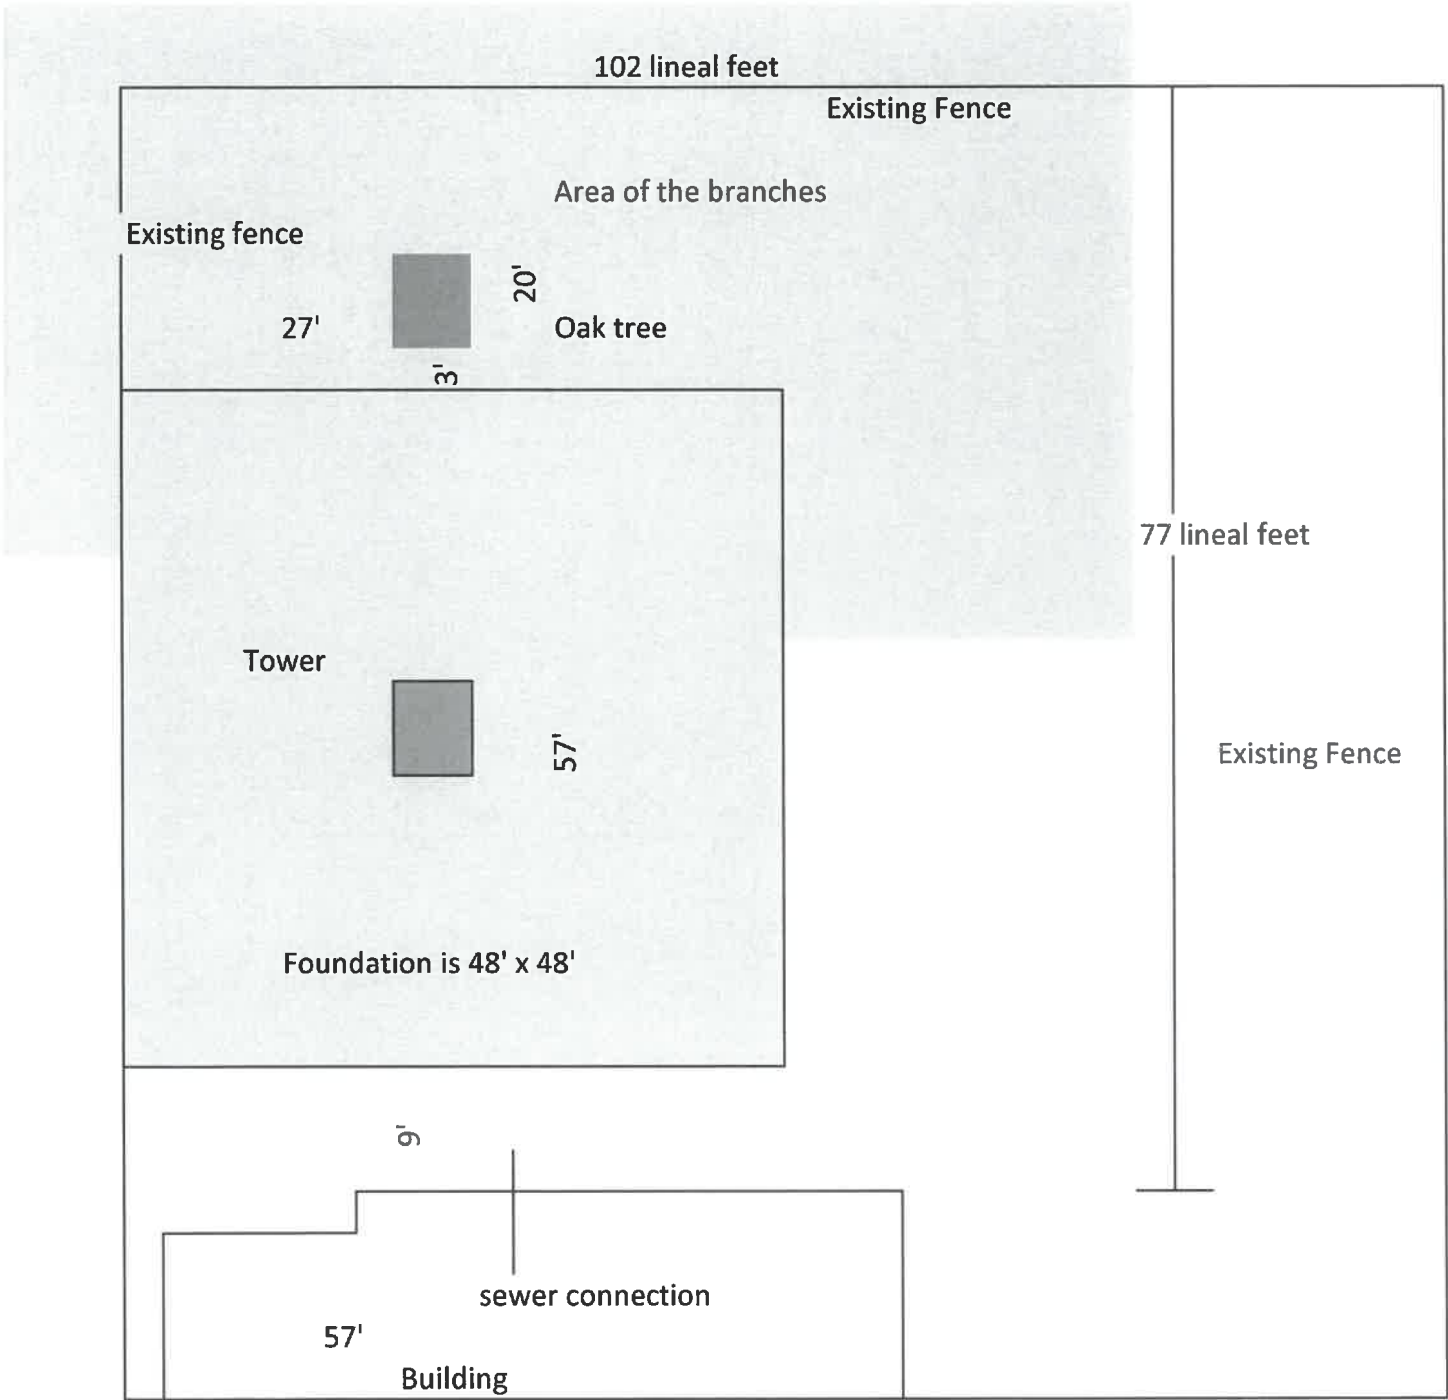 102 lineal feet
Existing Fence
Area of the branches
Existing fence
20'
27'
Oak tree
3'
77 lineal feet
Tower
57'
Existing Fence
Foundation is 48' x 48'
9'
sewer connection
57'
Building